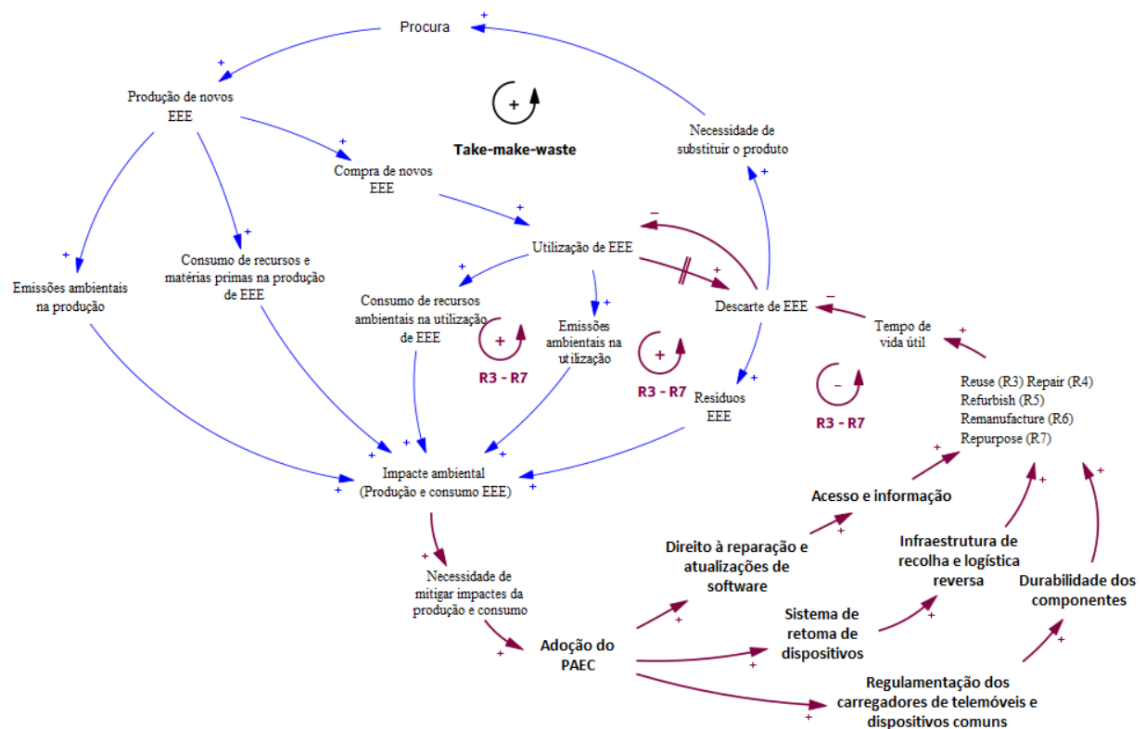 Procura
Produção de novos
EEE
+
Take-make-waste
Necessidade de
substituir o produto
Compra de novos
EEE
Utilização de EEE
Emissões ambientais
na produção
Consumo de recursos e
matérias primas na produção
de EEE
Consumo de recursos
ambientais na utilização
de EEE
Emissões
ambientais na
utilização
Descarte de EEE
Tempo de
vida útil
+
R3 - R7
+
R3 - R7
–
R3 - R7
Resíduos
EEE
Reuse (R3) Repair (R4)
Refurbish (R5)
Remanufacture (R6)
Repurpose (R7)
Impacte ambiental
(Produção e consumo EEE)
Acesso e informação
Direito à reparação e
atualizações de
software
Infraestrutura de
recolha e logística
reversa
Durabilidade dos
componentes
Necessidade de
mitigar impactes da
produção e consumo
Adoção do
PAEC
Sistema de
retoma de
dispositivos
Regulamentação dos
carregadores de telemóveis e
dispositivos comuns